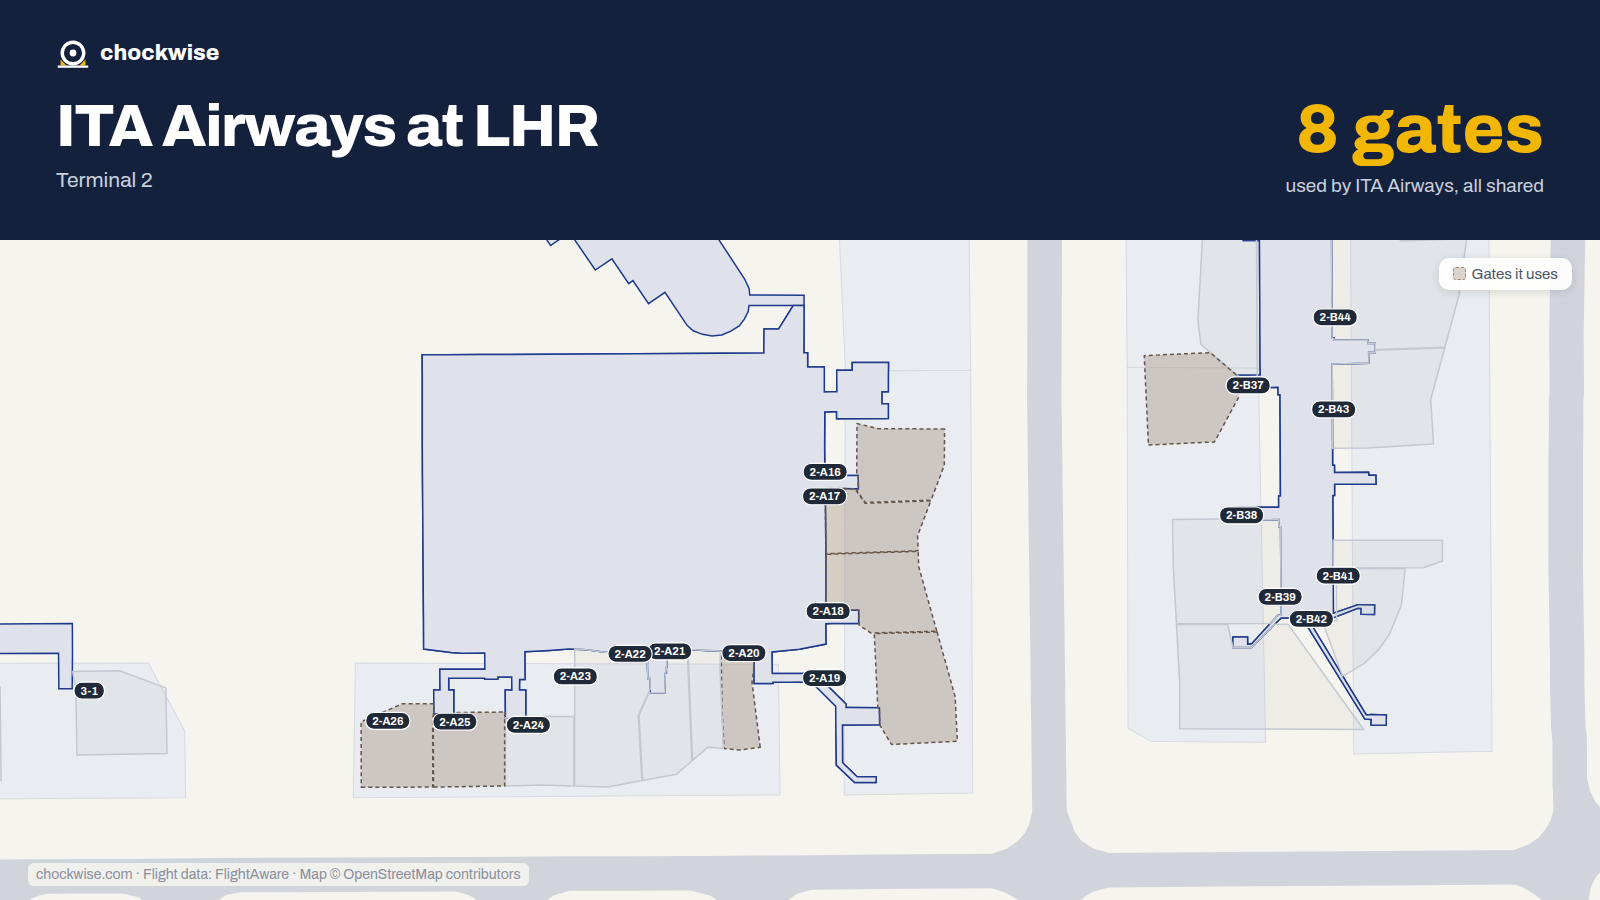 chockwise
ITA Airways at LHR
Terminal 2
8 gates
used by ITA Airways, all shared
Gates it uses
2-B44
2-B37
2-B43
2-A16
2-A17
2-B38
2-B41
2-B39
2-A18
2-B42
2-A22
2-A21
2-A20
2-A23
2-A19
3-1
2-A26
2-A25
2-A24
chockwise.com · Flight data: FlightAware · Map © OpenStreetMap contributors